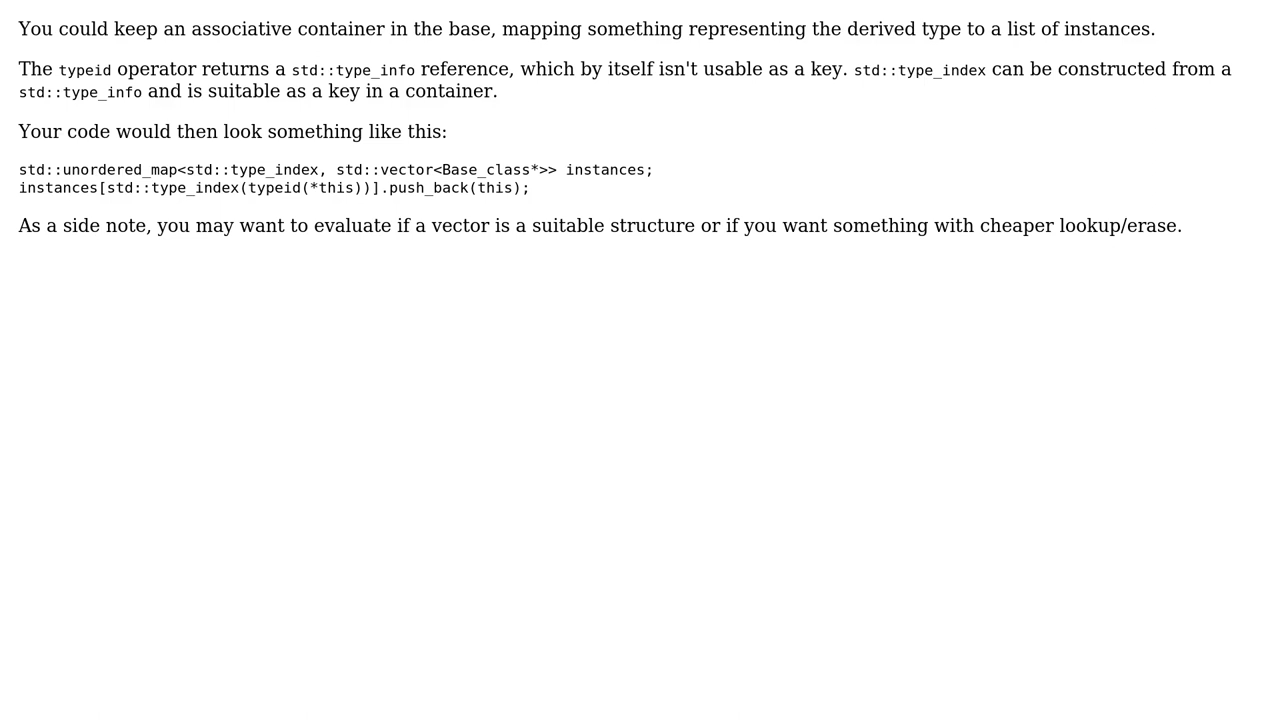 You could keep an associative container in the base, mapping something representing the derived type to a list of instances.
The typeid operator returns a std::type_info reference, which by itself isn't usable as a key. std::type_index can be constructed from a
std::type_info and is suitable as a key in a container.
Your code would then look something like this:
std::unordered_map<std::type_index, std::vector<Base_class*>> instances;
instances[std::type_index(typeid(*this))].push_back(this);
As a side note, you may want to evaluate if a vector is a suitable structure or if you want something with cheaper lookup/erase.